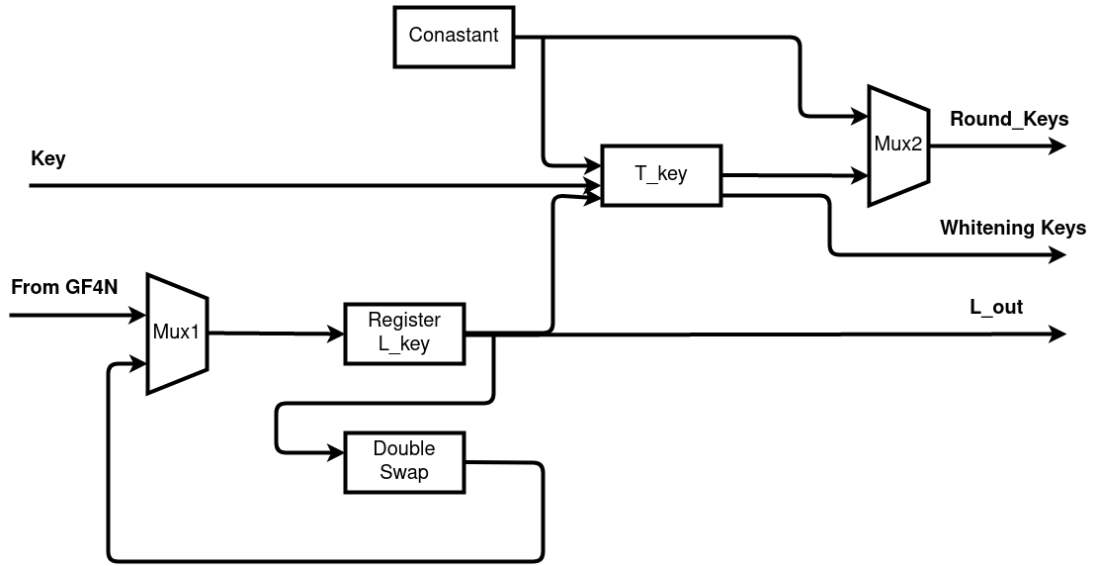 Conastant
Round_Keys
Mux2
Key
T_key
Whitening Keys
From GF4N
L_out
Mux1
Register
L_key
Double
Swap